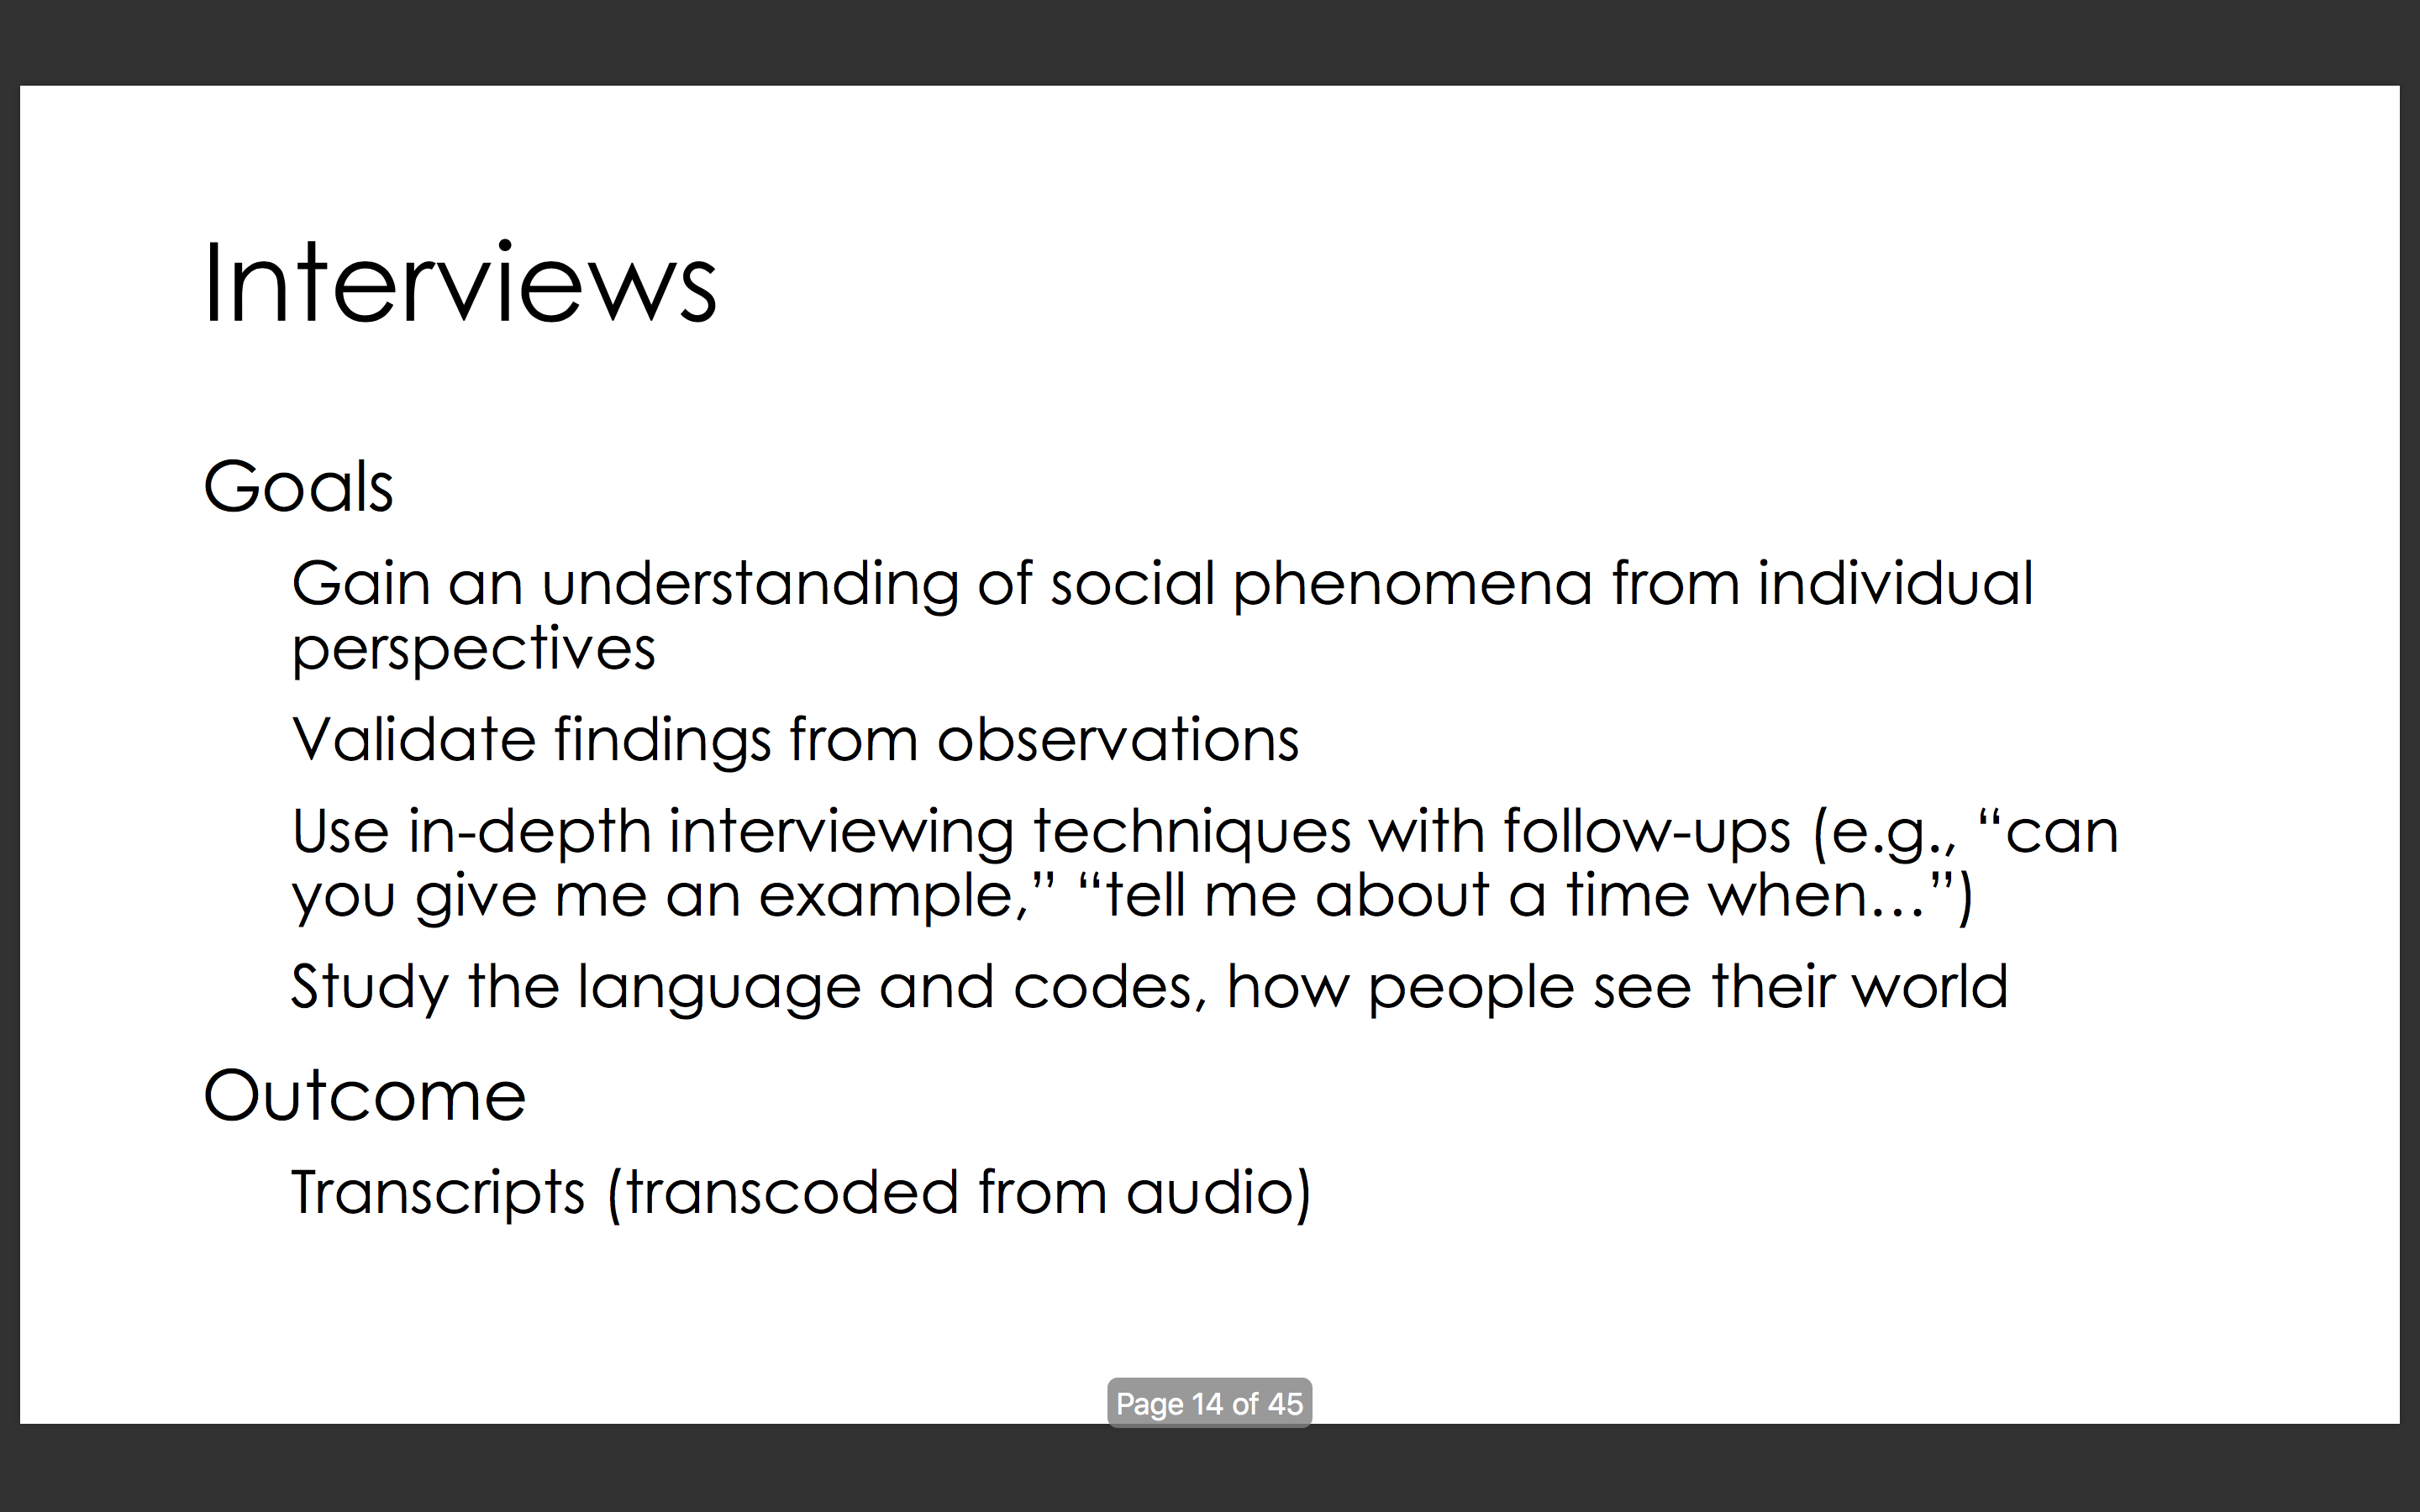 Interviews
Goals
Gain an understanding of social phenomena from individual
perspectives
Validate findings from observations
Use in-depth interviewing techniques with follow-ups (e.g., “can
you give me an example,” “tell me about a time when…”)
Study the language and codes, how people see their world
Outcome
Transcripts (transcoded from audio)
Page 14 of 45